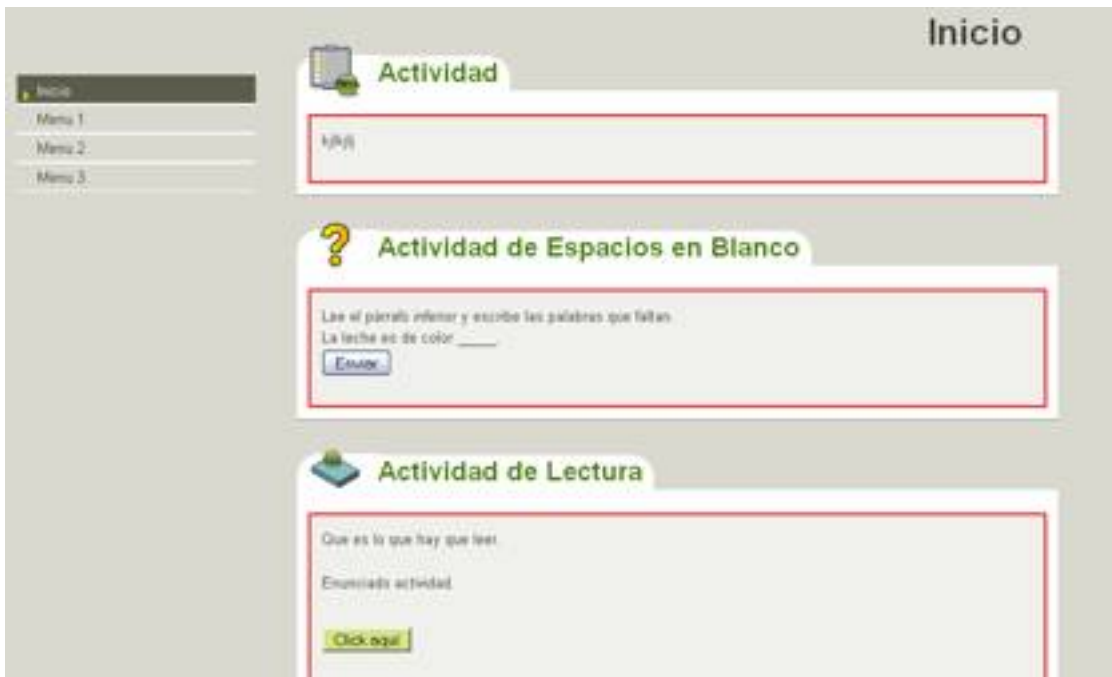 Inicio
Inicio
Menu 1
Menu 2
Menu 3
Actividad
Actividad de Espacios en Blanco
Lee el párrafo inferior y escribe las palabras que faltan.
La leche es de color _____
Enviar
Actividad de Lectura
Que es lo que hay que leer.
Enunciado actividad.
Click aquí